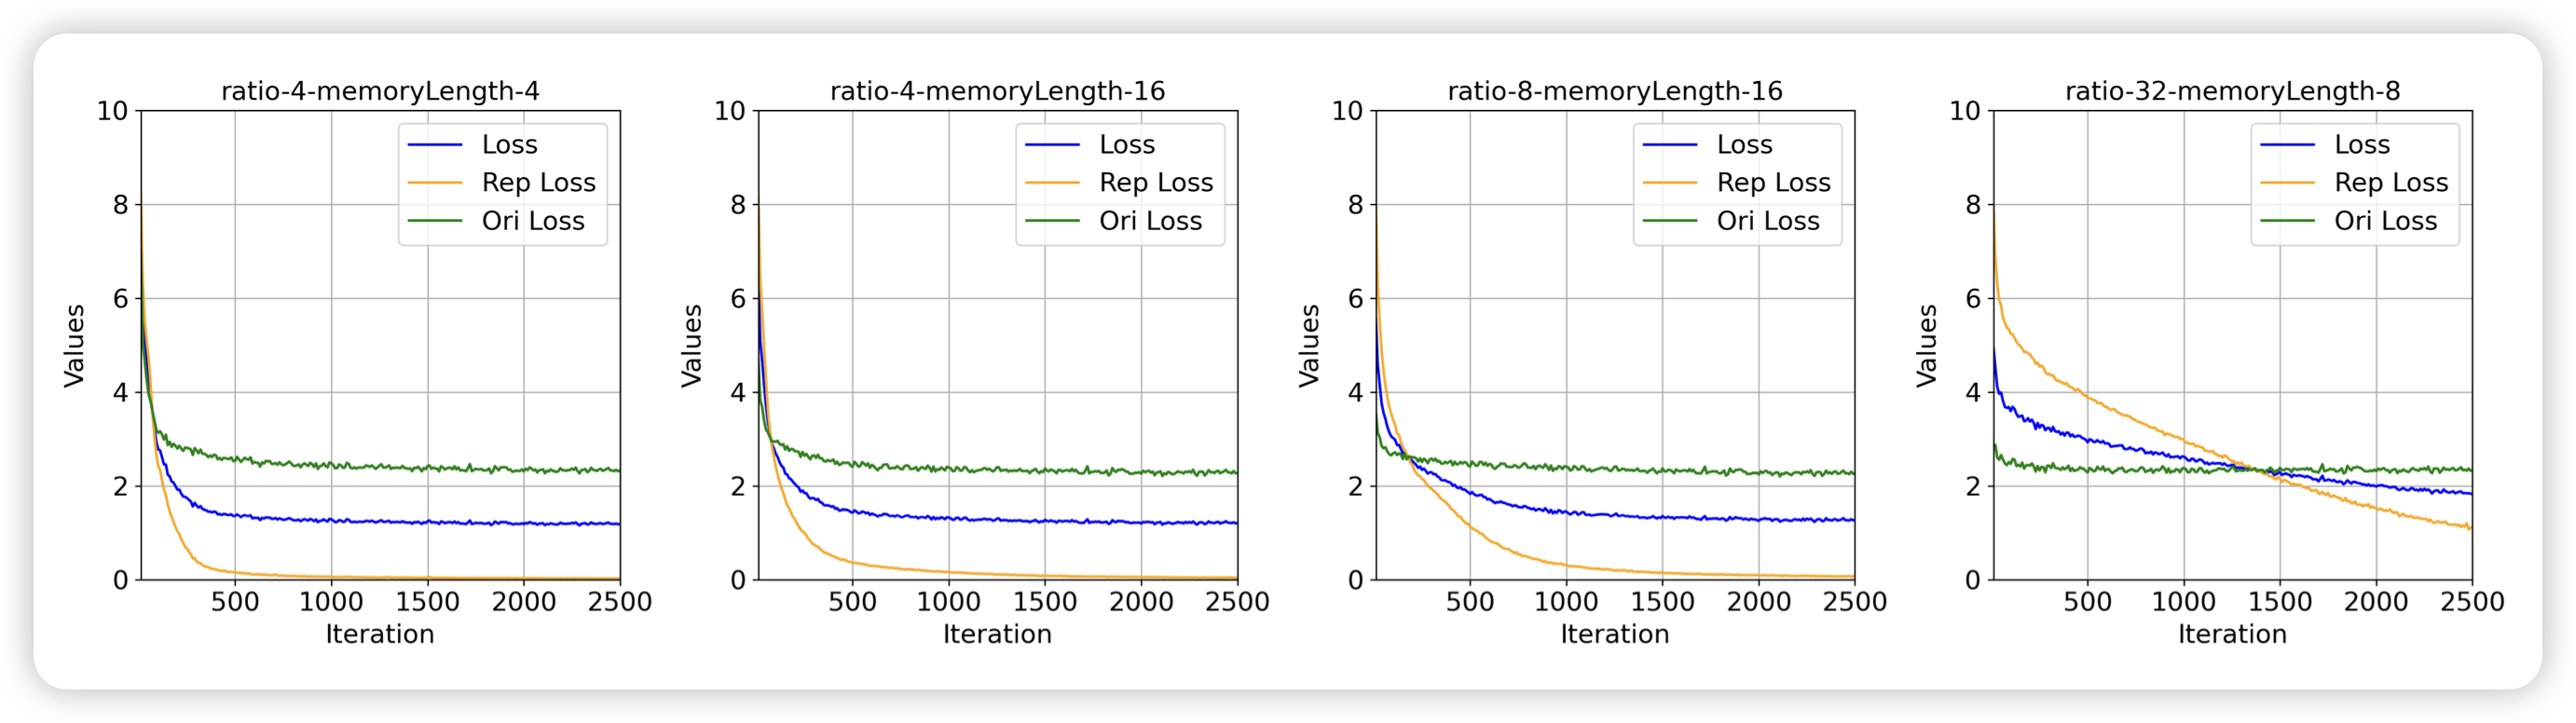 ratio-4-memoryLength-4
10
8
6
4
2
0
Values
Loss
Rep Loss
Ori Loss
500 1000 1500 2000 2500
Iteration
ratio-4-memoryLength-16
10
8
6
4
2
0
Values
Loss
Rep Loss
Ori Loss
500 1000 1500 2000 2500
Iteration
ratio-8-memoryLength-16
10
8
6
4
2
0
Values
Loss
Rep Loss
Ori Loss
500 1000 1500 2000 2500
Iteration
ratio-32-memoryLength-8
10
8
6
4
2
0
Values
Loss
Rep Loss
Ori Loss
500 1000 1500 2000 2500
Iteration